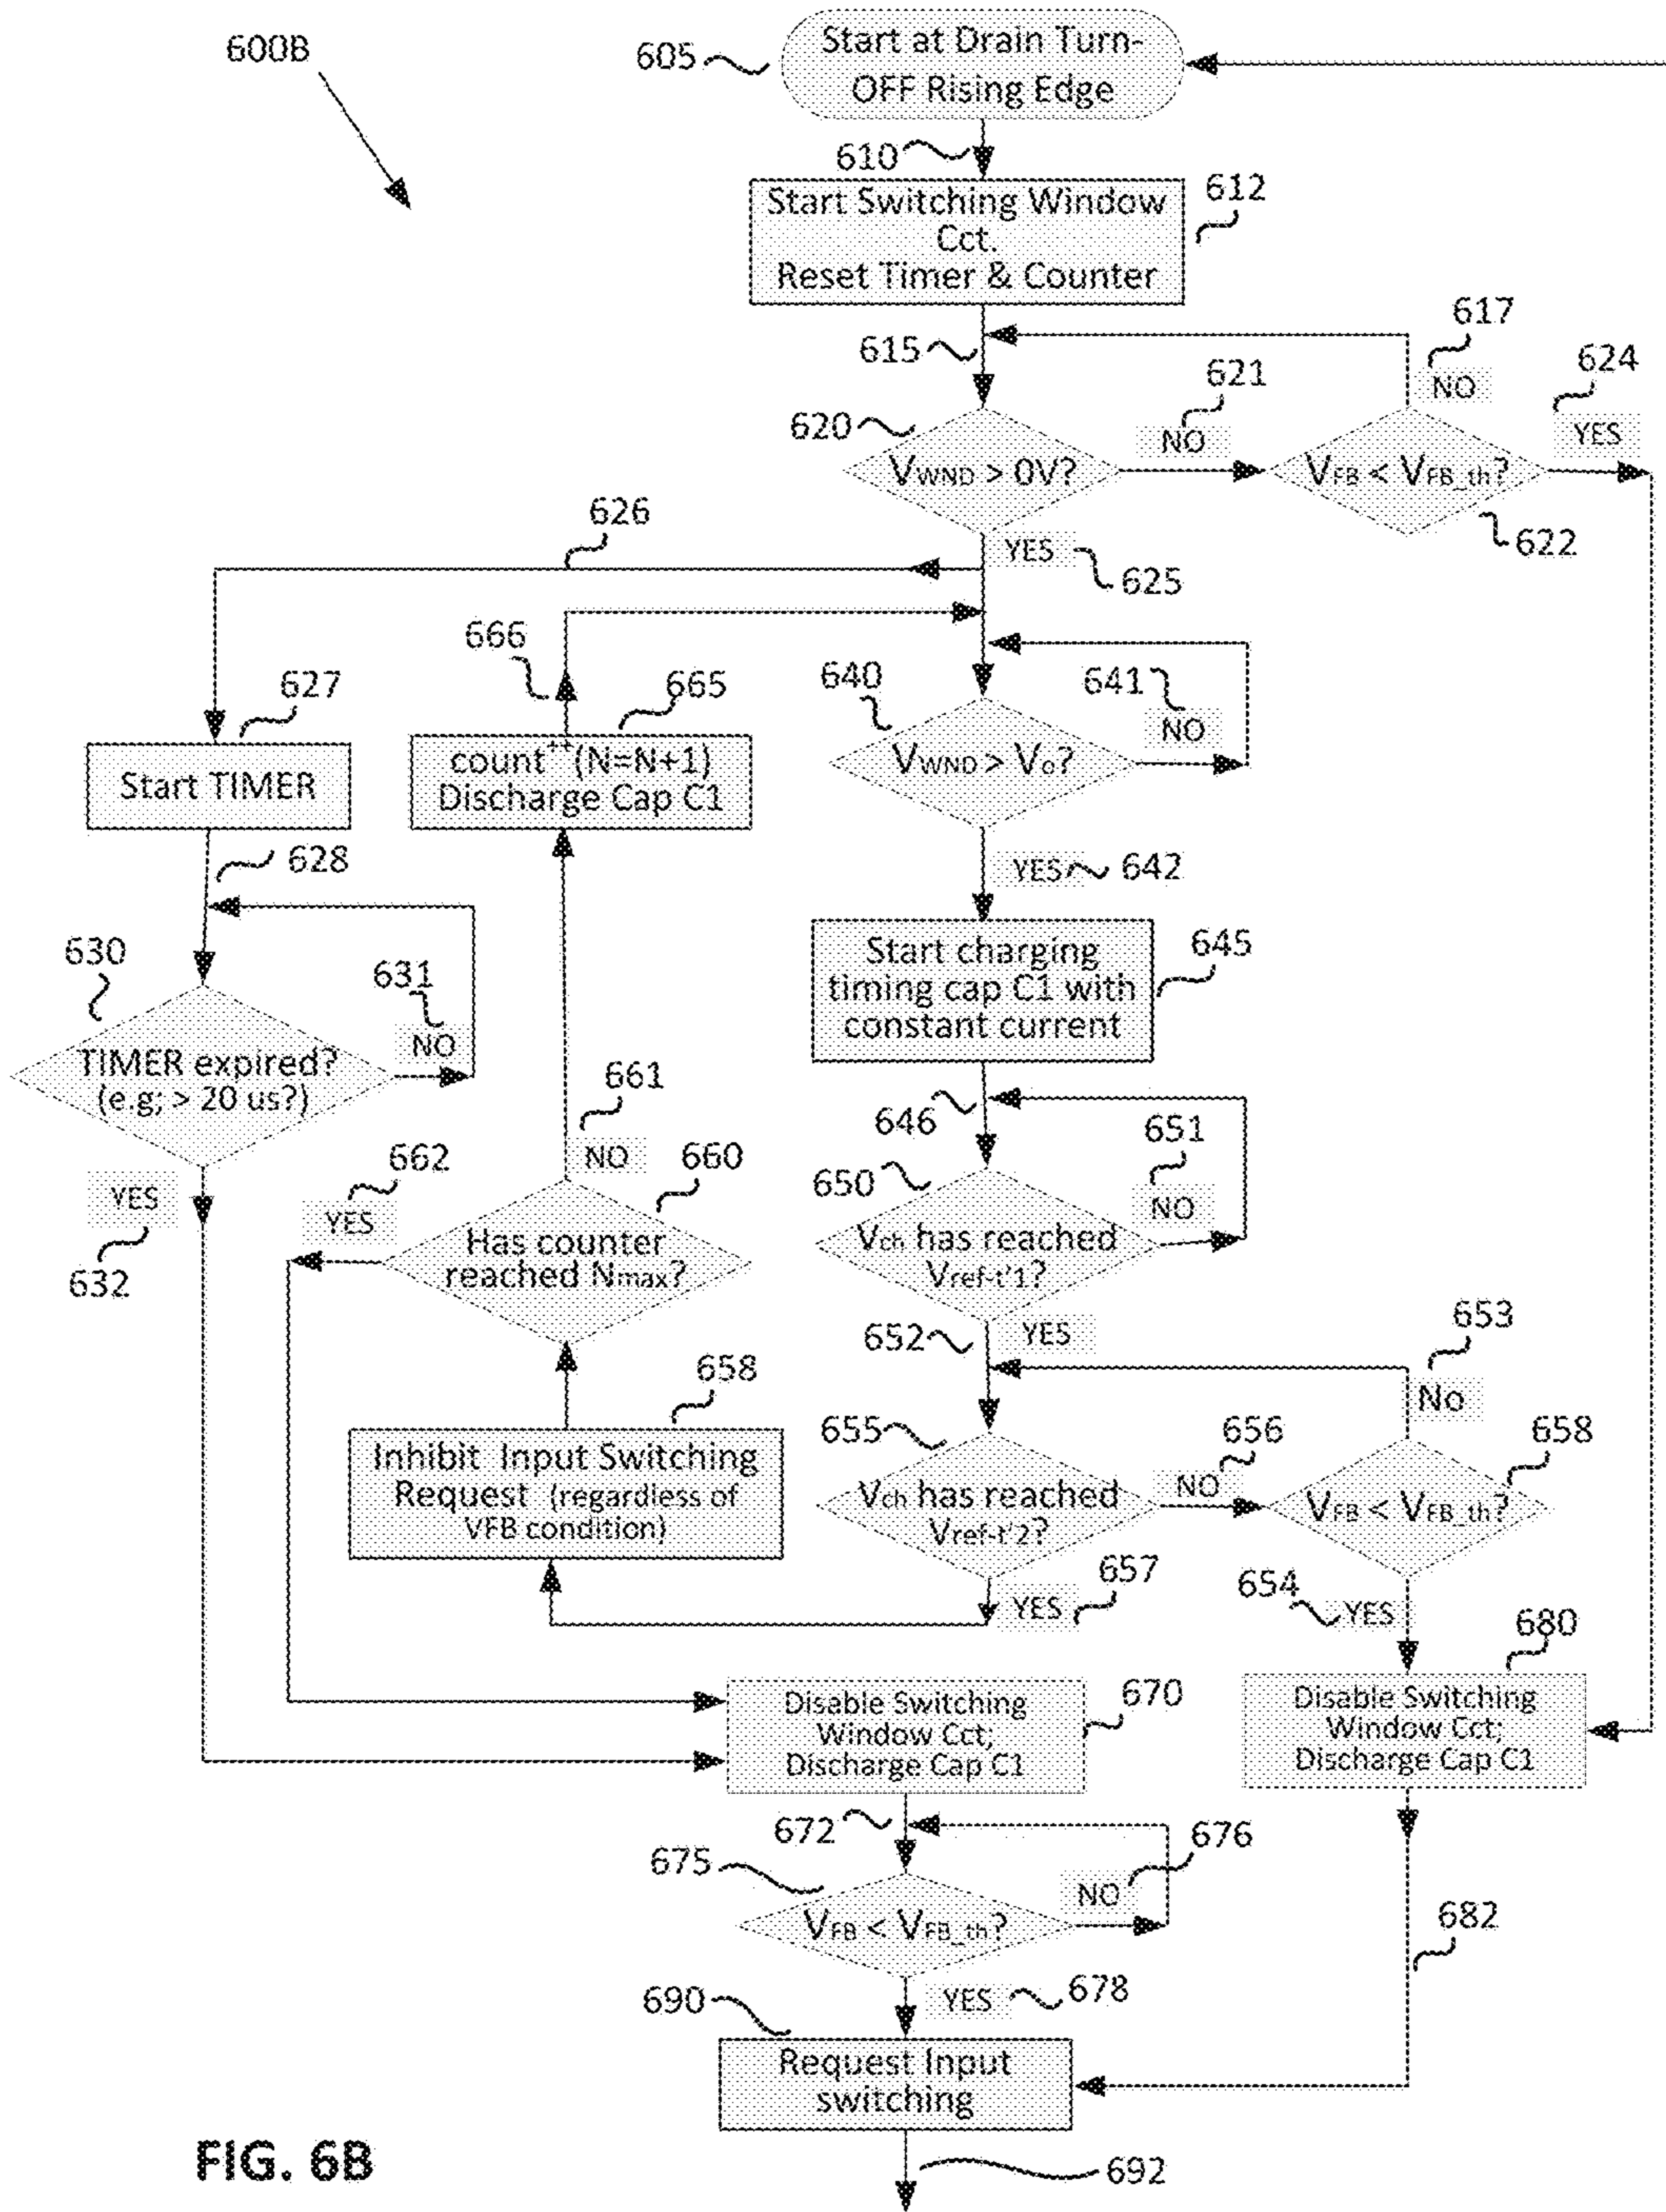 600B
605
Start at Drain Turn-
OFF Rising Edge
610
612
Start Switching Window
Cct.
Reset Timer & Counter
615
617
NO
624
YES
620
621
NO
VWND > 0V?
VFB < VFB_th?
622
626
YES
625
666
627
665
640
641
NO
Start TIMER
count++(N=N+1)
Discharge Cap C1
VWND > Vo?
628
YES
642
630
631
NO
Start charging
timing cap C1 with
constant current
645
TIMER expired?
(e.g; > 20 us?)
661
646
651
NO
662
NO
660
650
YES
632
YES
Has counter
reached Nmax?
Vch has reached
Vref-t'1?
652
YES
653
No
658
655
656
NO
658
Inhibit Input Switching
Request (regardless of
VFB condition)
Vch has reached
Vref-t'2?
VFB < VFB_th?
657
YES
654
YES
680
Disable Switching
Window Cct;
Discharge Cap C1
670
Disable Switching
Window Cct;
Discharge Cap C1
672
676
675
NO
VFB < VFB_th?
682
690
YES
678
Request Input
switching
FIG. 6B
692